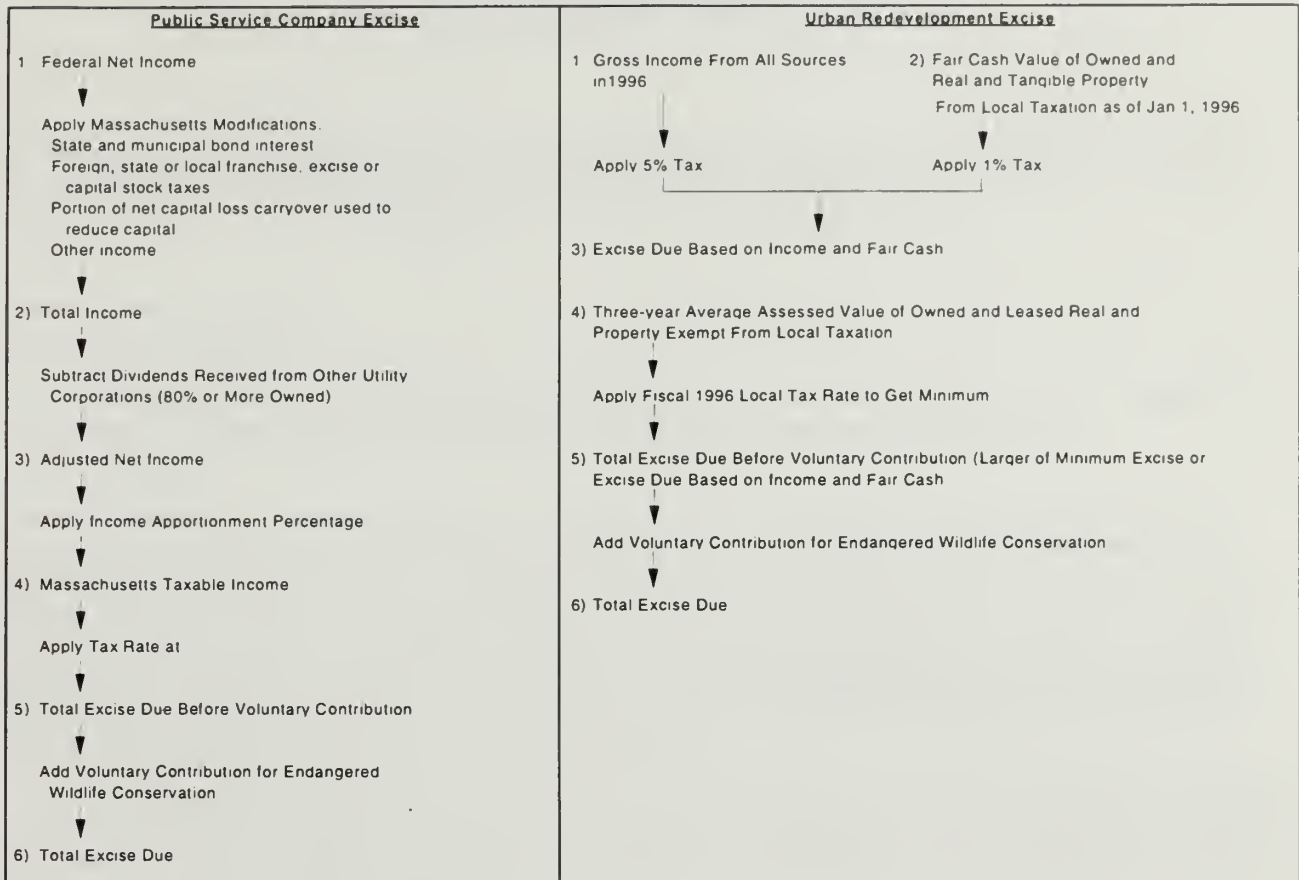 Public Service Company Excise
1 Federal Net Income
Apply Massachusetts Modifications.
State and municipal bond interest
Foreign, state or local franchise, excise or
capital stock taxes
Portion of net capital loss carryover used to
reduce capital
Other income
2) Total Income
Subtract Dividends Received from Other Utility
Corporations (80% or More Owned)
3) Adjusted Net Income
Apply Income Apportionment Percentage
4) Massachusetts Taxable Income
Apply Tax Rate at
5) Total Excise Due Before Voluntary Contribution
Add Voluntary Contribution for Endangered
Wildlife Conservation
6) Total Excise Due
Urban Redevelopment Excise
1 Gross Income From All Sources
in1996
Apply 5% Tax
2) Fair Cash Value of Owned and
Real and Tangible Property
From Local Taxation as of Jan 1, 1996
Apply 1% Tax
3) Excise Due Based on Income and Fair Cash
4) Three-year Average Assessed Value of Owned and Leased Real and
Property Exempt From Local Taxation
Apply Fiscal 1996 Local Tax Rate to Get Minimum
5) Total Excise Due Before Voluntary Contribution (Larger of Minimum Excise or
Excise Due Based on Income and Fair Cash
Add Voluntary Contribution for Endangered Wildlife Conservation
6) Total Excise Due